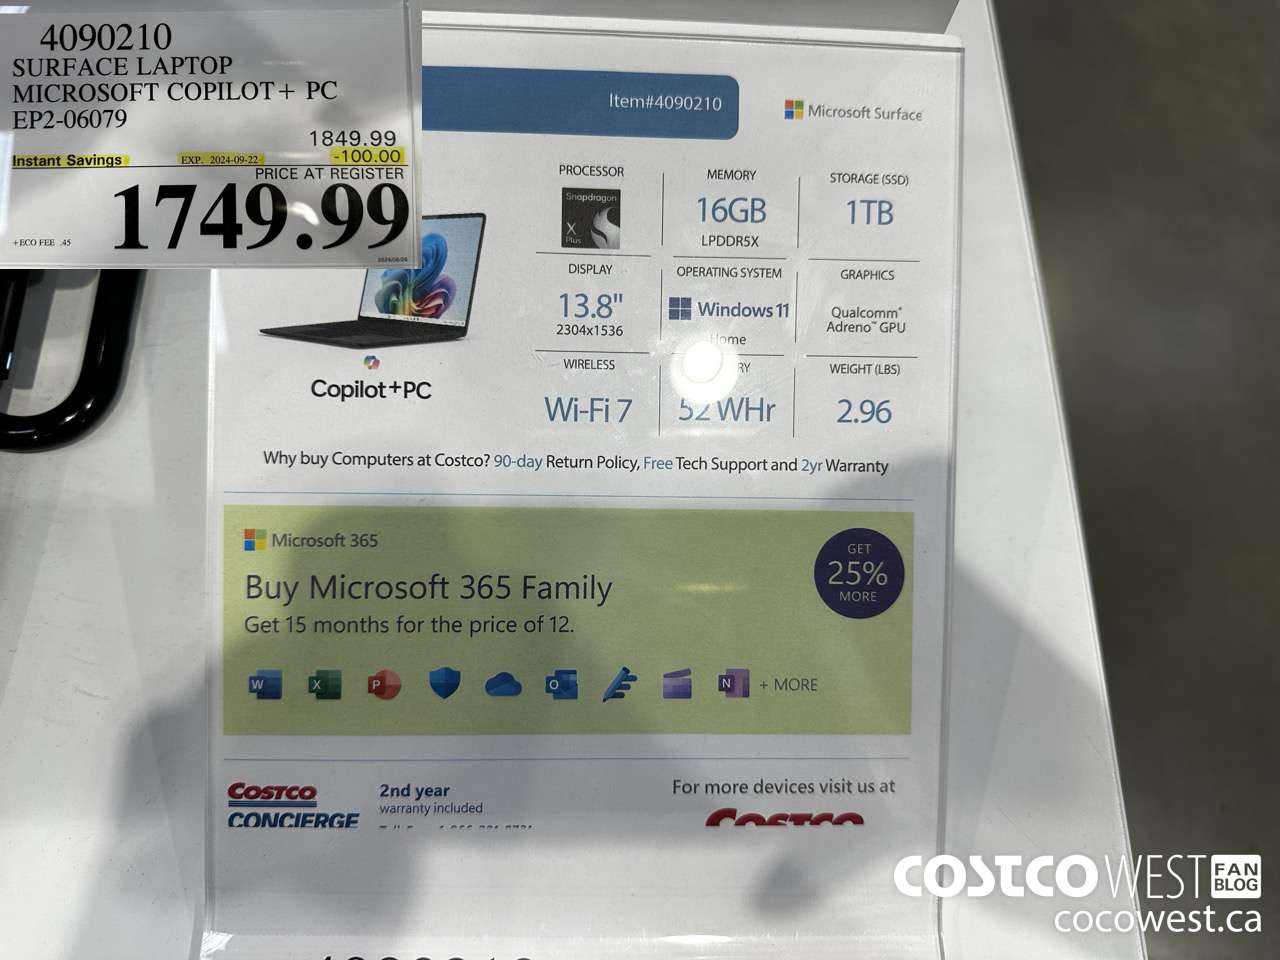 4090210
SURFACE LAPTOP
MICROSOFT COPILOT+ PC
EP2-06079
1849.99
Instant Savings EXP. 2024-09-22 -100.00
PRICE AT REGISTER
1749.99
+ECO FEE .45
Item#4090210
Microsoft Surface
PROCESSOR
Snapdragon
X
Plus
MEMORY
16GB
LPDDR5X
STORAGE (SSD)
1TB
DISPLAY
13.8"
2304x1536
OPERATING SYSTEM
Windows 11
Home
GRAPHICS
Qualcomm®
Adreno™ GPU
WIRELESS
Wi-Fi 7
52 WHr
WEIGHT (LBS)
2.96
Copilot+PC
Why buy Computers at Costco? 90-day Return Policy, Free Tech Support and 2yr Warranty
Microsoft 365
Buy Microsoft 365 Family
Get 15 months for the price of 12.
GET
25%
MORE
W X P O N + MORE
COSTCO
CONCIERGE
2nd year
warranty included
For more devices visit us at
COSTCO
COSTCO WEST FAN BLOG
cocowest.ca